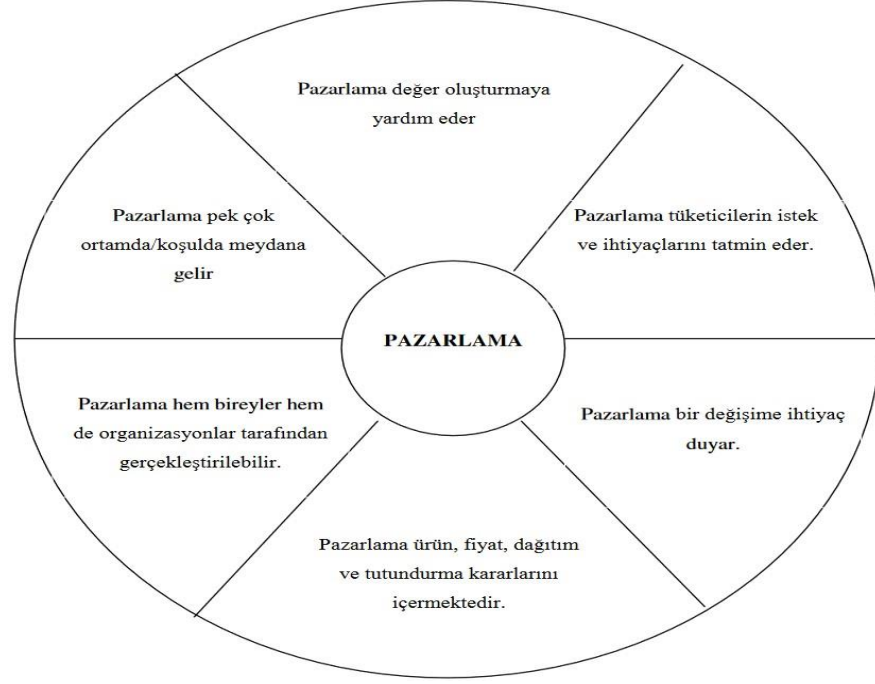 Pazarlama değer oluşturmaya
yardım eder
Pazarlama tüketicilerin istek
ve ihtiyaçlarını tatmin eder.
Pazarlama bir değişime ihtiyaç
duyar.
Pazarlama ürün, fiyat, dağıtım
ve tutundurma kararlarını
içermektedir.
Pazarlama hem bireyler hem
de organizasyonlar tarafından
gerçekleştirilebilir.
Pazarlama pek çok
ortamda/koşulda meydana
gelir
PAZARLAMA